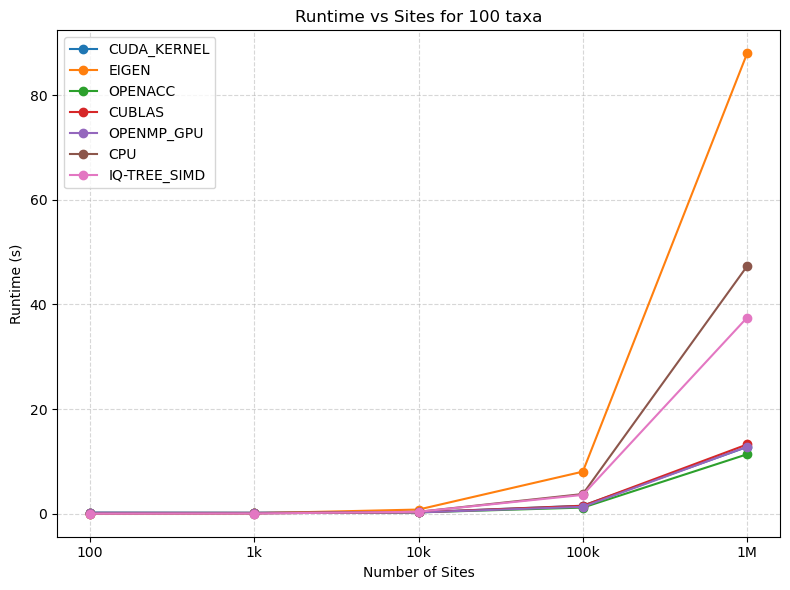 Runtime vs Sites for 100 taxa
CUDA_KERNEL
EIGEN
OPENACC
CUBLAS
OPENMP_GPU
CPU
IQ-TREE_SIMD
Runtime (s)
80
60
40
20
0
100
1k
10k
100k
1M
Number of Sites